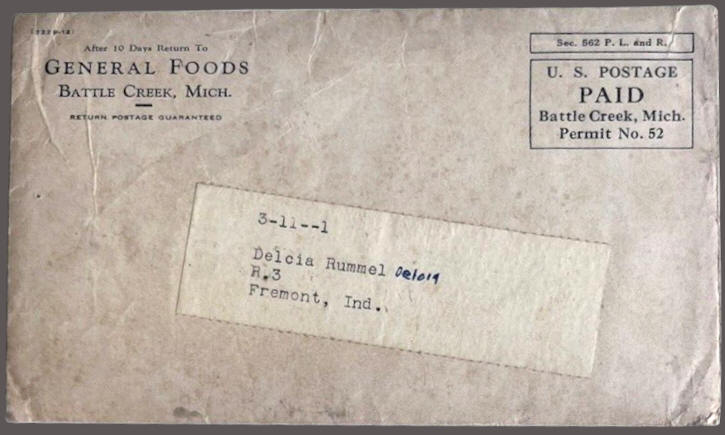 After 10 Days Return To
GENERAL FOODS
BATTLE CREEK, MICH.
RETURN POSTAGE GUARANTEED
Sec. 562 P. L. and R.
U. S. POSTAGE
PAID
Battle Creek, Mich.
Permit No. 52
3-11--1
Delcia Rummel
R.3
Fremont, Ind.